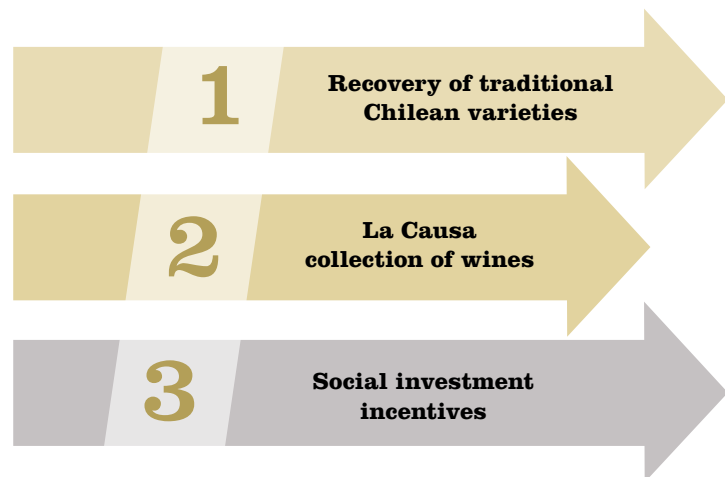 1
Recovery of traditional
Chilean varieties
2
La Causa
collection of wines
3
Social investment
incentives